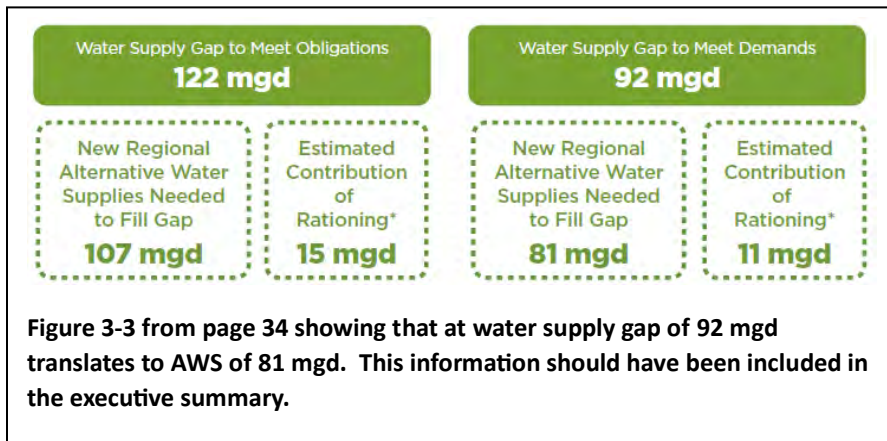 Water Supply Gap to Meet Obligations
122 mgd
Water Supply Gap to Meet Demands
92 mgd
New Regional
Alternative Water
Supplies Needed
to Fill Gap
107 mgd
Estimated
Contribution
of
Rationing*
15 mgd
New Regional
Alternative Water
Supplies Needed
to Fill Gap
81 mgd
Estimated
Contribution
of
Rationing*
11 mgd
Figure 3-3 from page 34 showing that at water supply gap of 92 mgd
translates to AWS of 81 mgd. This information should have been included in
the executive summary.